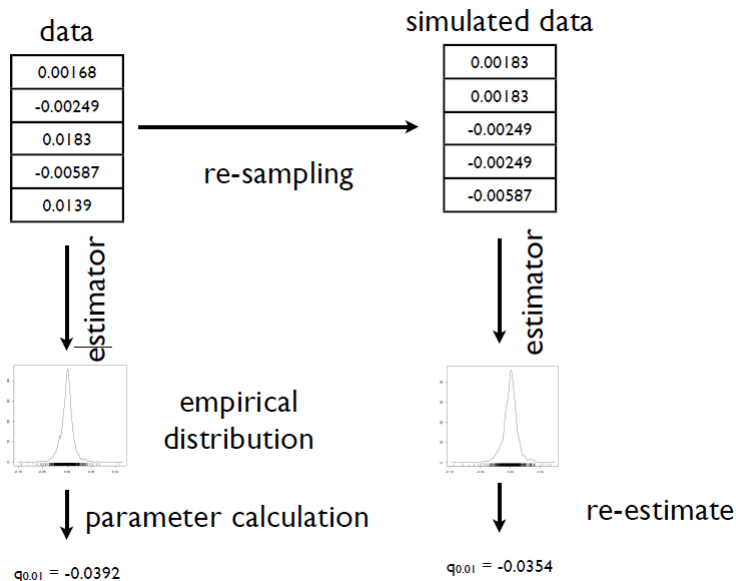 data
simulated data
0.00168
-0.00249
0.0183
-0.00587
0.0139
0.00183
0.00183
-0.00249
-0.00249
-0.00587
re-sampling
estimator
estimator
empirical
distribution
parameter calculation
re-estimate
q0.01 = -0.0392
q0.01 = -0.0354